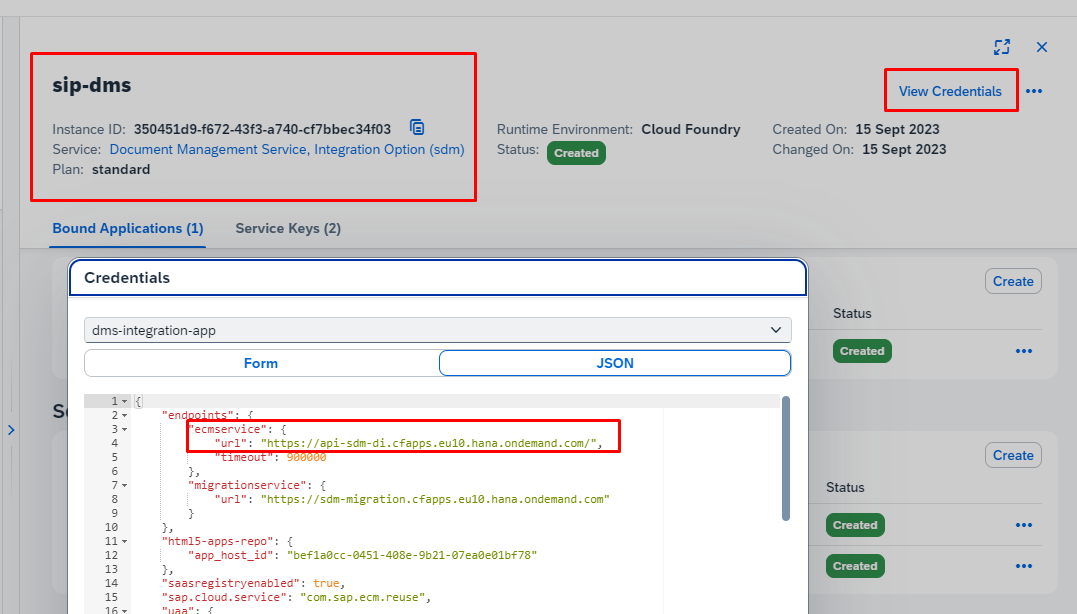 sip-dms
View Credentials
Instance ID: 350451d9-f672-43f3-a740-cf7bbec34f03
Service: Document Management Service, Integration Option (sdm)
Plan: standard
Runtime Environment: Cloud Foundry
Status: Created
Created On: 15 Sept 2023
Changed On: 15 Sept 2023
Bound Applications (1) Service Keys (2)
Create
Status
Created
Se
Create
Status
Created
Created
Credentials
dms-integration-app
Form JSON
1 {
2 "endpoints": {
3 "ecmservice": {
4 "url": "https://api-sdm-di.cfapps.eu10.hana.ondemand.com/",
5 "timeout": 900000
6 },
7 "migrationservice": {
8 "url": "https://sdm-migration.cfapps.eu10.hana.ondemand.com"
9 }
10 },
11 "html5-apps-repo": {
12 "app_host_id": "bef1a0cc-0451-408e-9b21-07ea0e01bf78"
13 },
14 "saasregistryenabled": true,
15 "sap.cloud.service": "com.sap.ecm.reuse",
16 "uaa": {